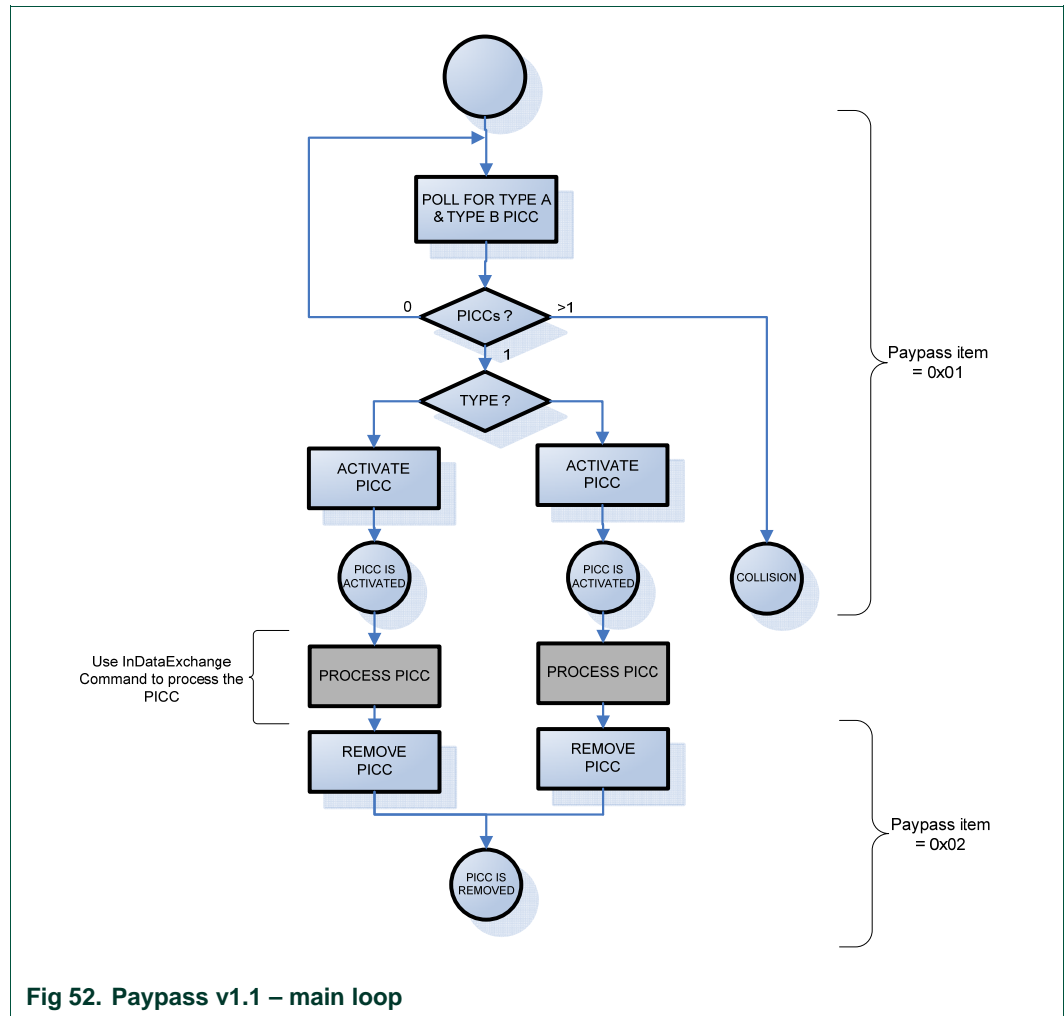 POLL FOR TYPE A
& TYPE B PICC
0
PICCs ?
>1
1
Paypass item
= 0x01
TYPE ?
ACTIVATE
PICC
ACTIVATE
PICC
PICC IS
ACTIVATED
PICC IS
ACTIVATED
COLLISION
Use InDataExchange
Command to process the
PICC
PROCESS PICC
PROCESS PICC
REMOVE
PICC
REMOVE
PICC
Paypass item
= 0x02
PICC IS
REMOVED
Fig 52. Paypass v1.1 – main loop